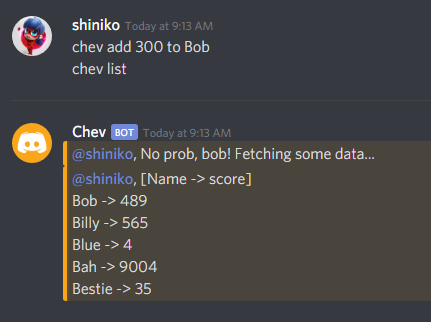 shiniko Today at 9:13 AM
chev add 300 to Bob
chev list
Chev BOT Today at 9:13 AM
@shiniko, No prob, bob! Fetching some data...
@shiniko, [Name -> score]
Bob -> 489
Billy -> 565
Blue -> 4
Bah -> 9004
Bestie -> 35